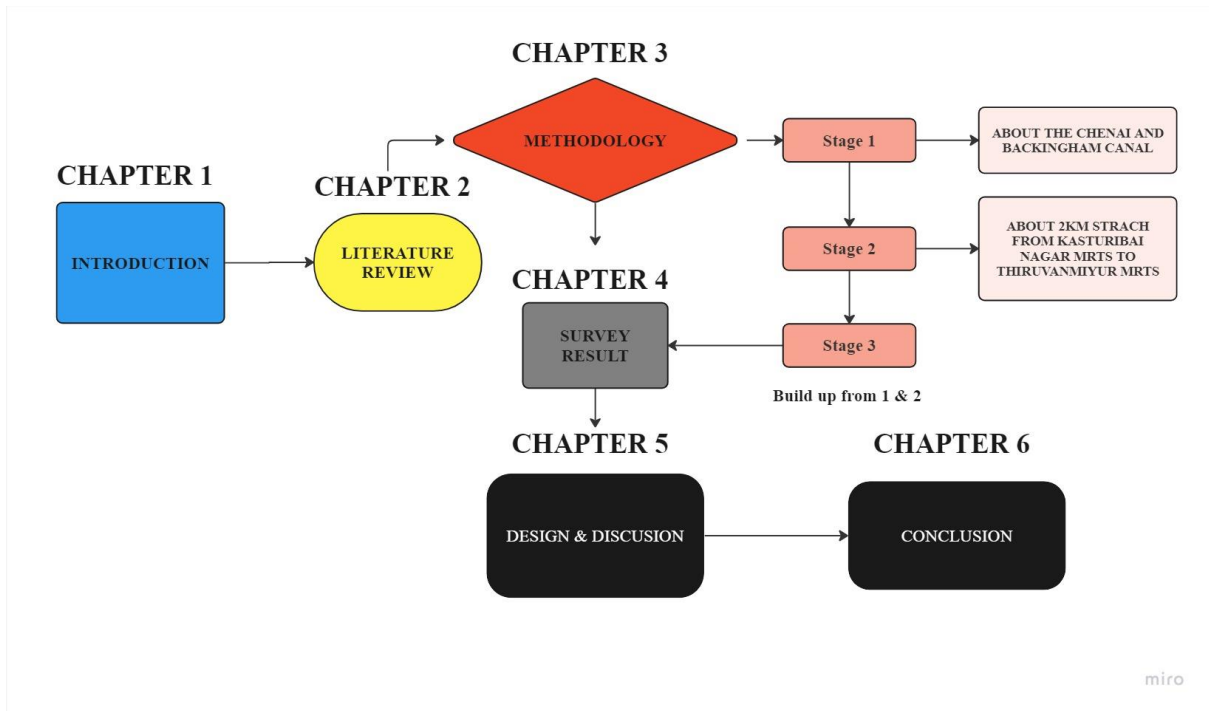 CHAPTER 1
INTRODUCTION
CHAPTER 2
LITERATURE
REVIEW
CHAPTER 3
METHODOLOGY
Stage 1
ABOUT THE CHENAI AND
BACKINGHAM CANAL
Stage 2
ABOUT 2KM STRACH
FROM KASTURIBAI
NAGAR MRTS TO
THIRUVANMIYUR MRTS
Stage 3
Build up from 1 & 2
CHAPTER 4
SURVEY
RESULT
CHAPTER 5
DESIGN & DISCUSION
CHAPTER 6
CONCLUSION
miro